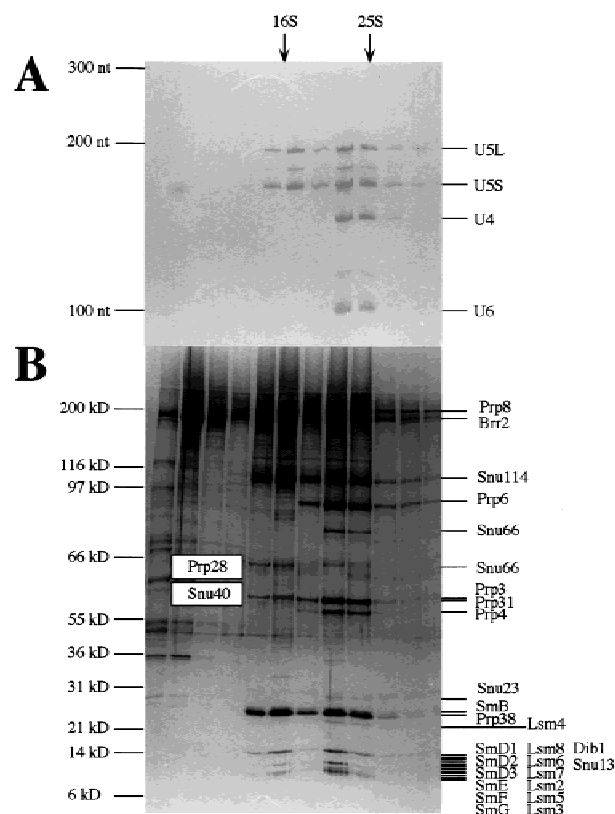 16S 25S
A
300 nt
200 nt
100 nt
U5L
U5S
U4
U6
B
200 kD
116 kD
97 kD
66 kD
55 kD
36 kD
31 kD
21 kD
14 kD
6 kD
Prp28
Snu40
Prp8
Brr2
Snu114
Prp6
Snu66
Snu66
Prp3
Prp31
Prp4
Snu23
SmB
Prp38
Lsm4
SmD1 Lsm8 Dib1
SmD2 Lsm6 Snu13
SmD3 Lsm7
SmE Lsm2
SmF Lsm5
SmG Lsm3